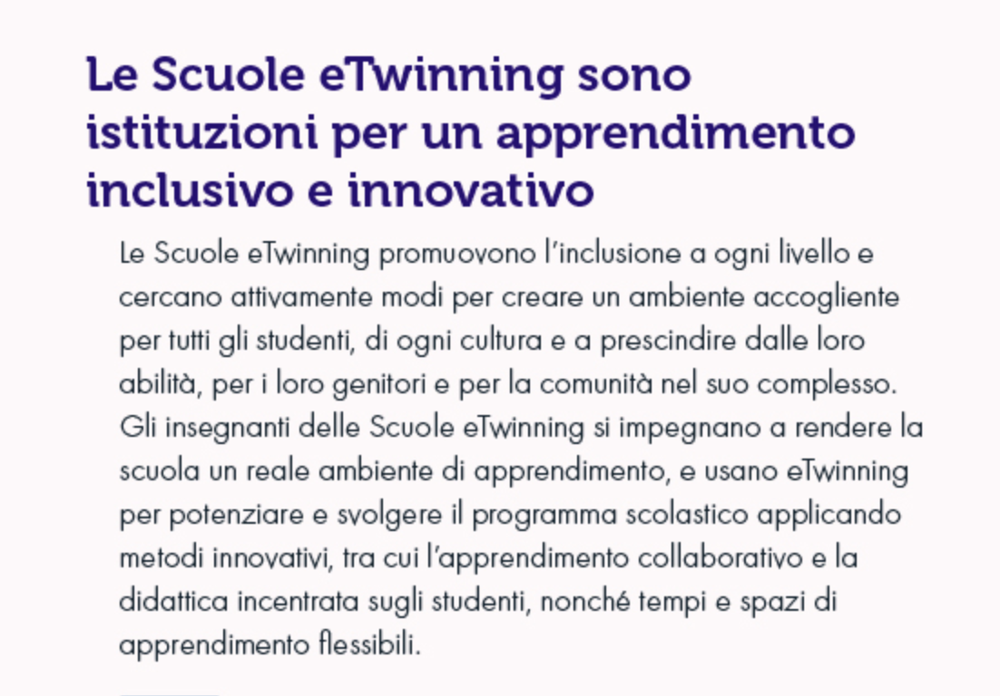 Le Scuole eTwinning sono
istituzioni per un apprendimento
inclusivo e innovativo
Le Scuole eTwinning promuovono l’inclusione a ogni livello e
cercano attivamente modi per creare un ambiente accogliente
per tutti gli studenti, di ogni cultura e a prescindire dalle loro
abilità, per i loro genitori e per la comunità nel suo complesso.
Gli insegnanti delle Scuole eTwinning si impegnano a rendere la
scuola un reale ambiente di apprendimento, e usano eTwinning
per potenziare e svolgere il programma scolastico applicando
metodi innovativi, tra cui l’apprendimento collaborativo e la
didattica incentrata sugli studenti, nonché tempi e spazi di
apprendimento flessibili.